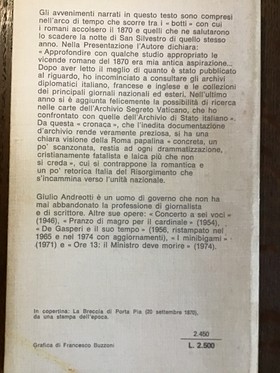 Gli avvenimenti narrati in questo testo sono compresi
nell'arco di tempo che scorre tra i « botti » con cui
i romani accolsero il 1870 e quelli che ne salutarono
lo scadere la notte di San Silvestro di quello stesso
anno. Nella Presentazione l'Autore dichiara:
« Approfondire con qualche studio appropriato le
vicende romane del 1870 era mia antica aspirazione...
Dopo aver letto il meglio di quanto è stato pubblicato
al riguardo, ho incominciato a consultare gli archivi
diplomatici italiani, francese e inglese e le collezioni
dei principali giornali nazionali ed esteri. Nell'ultimo
anno si è aggiunta felicemente la possibilità di ricerca
nelle carte dell'Archivio Segreto Vaticano, che ho
confrontato con quelle dell'Archivio di Stato italiano ».
Da questa « cronaca », che l'inedita documentazione
d'archivio rende veramente preziosa, si ha una
chiara visione della Roma papalina « concreta, un
po' scanzonata, restia ad ogni drammatizzazione,
cristianamente fatalista e laica più che non
si creda », cui si contrappone la romantica e
un po' retorica Italia del Risorgimento che
s'incammina verso l'unità nazionale.
Giulio Andreotti è un uomo di governo che non ha
mai abbandonato la professione di giornalista
e di scrittore. Altre sue opere: « Concerto a sei voci »
(1946), « Pranzo di magro per il cardinale » (1954),
« De Gasperi e il suo tempo » (1956, ristampato nel
1965 e nel 1974 con aggiornamenti), « I minibigami »
(1971) e « Ore 13: il Ministro deve morire » (1974).
In copertina: La Breccia di Porta Pia (20 settembre 1870),
da una stampa dell'epoca.
2.450
Grafica di Francesco Buzzoni
L. 2.500